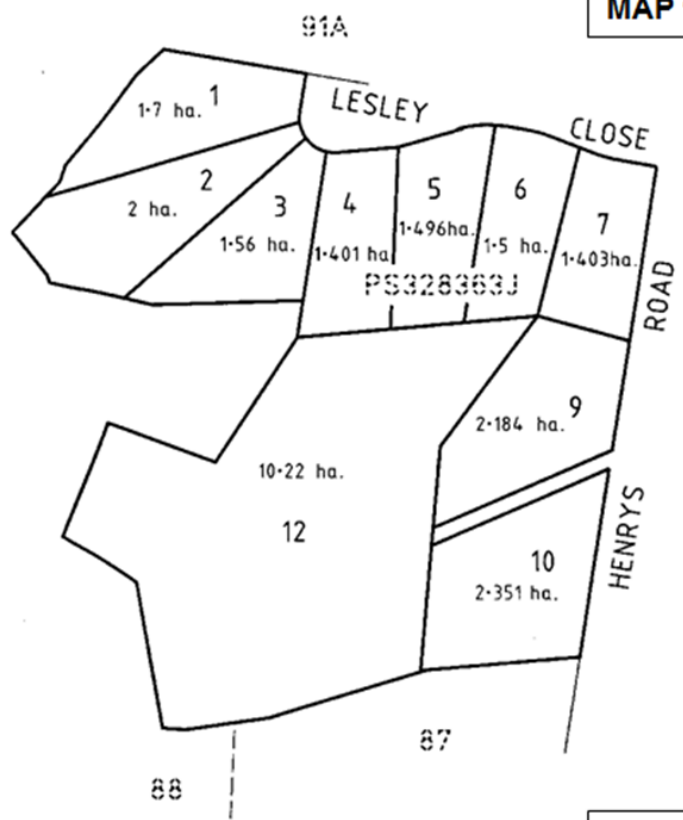 MAP
91A
LESLEY
CLOSE
1
1·7 ha.
2
2 ha.
3
1·56 ha.
4
1·401 ha
5
1·496ha.
6
1·5 ha.
7
1·403ha.
PS328363J
ROAD
9
2·184 ha.
10·22 ha.
12
10
2·351 ha.
HENRYS
87
88